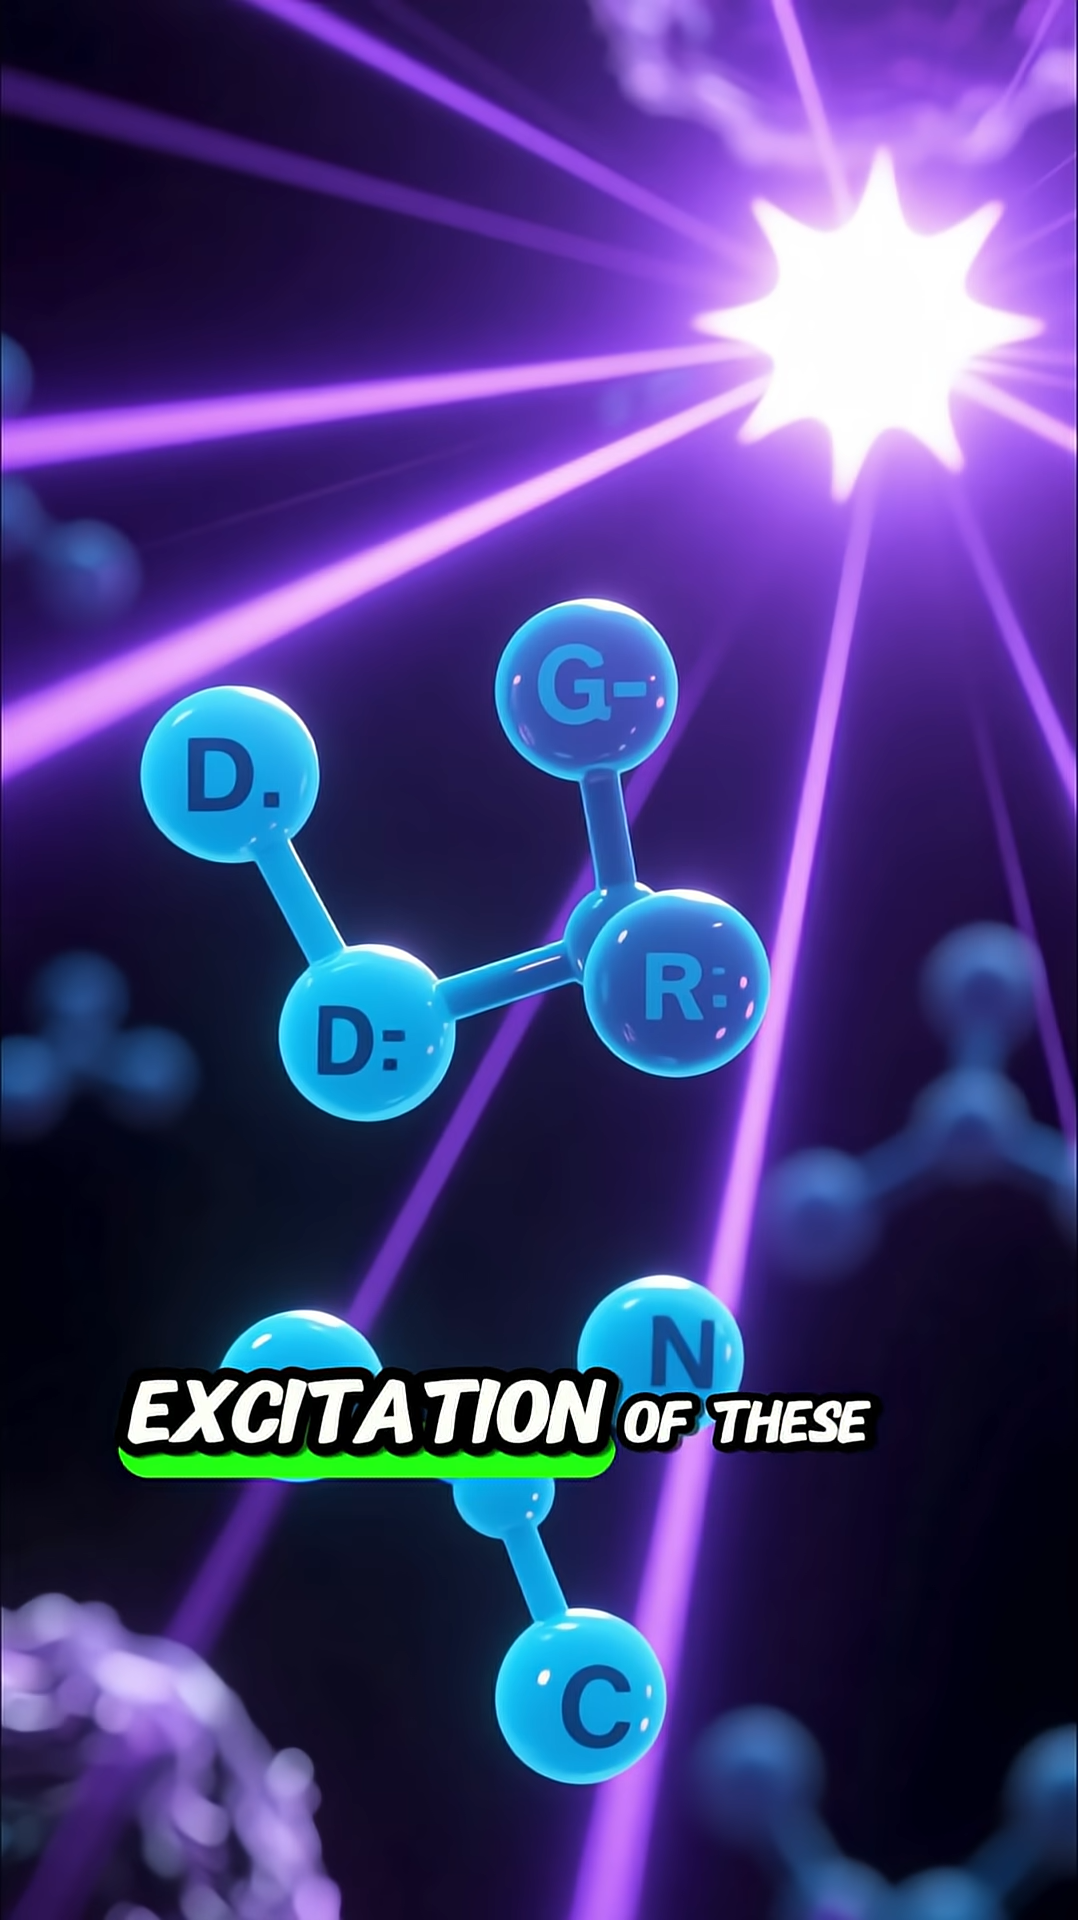 G-
D.
R:
D:
N
EXCITATION OF THESE
C